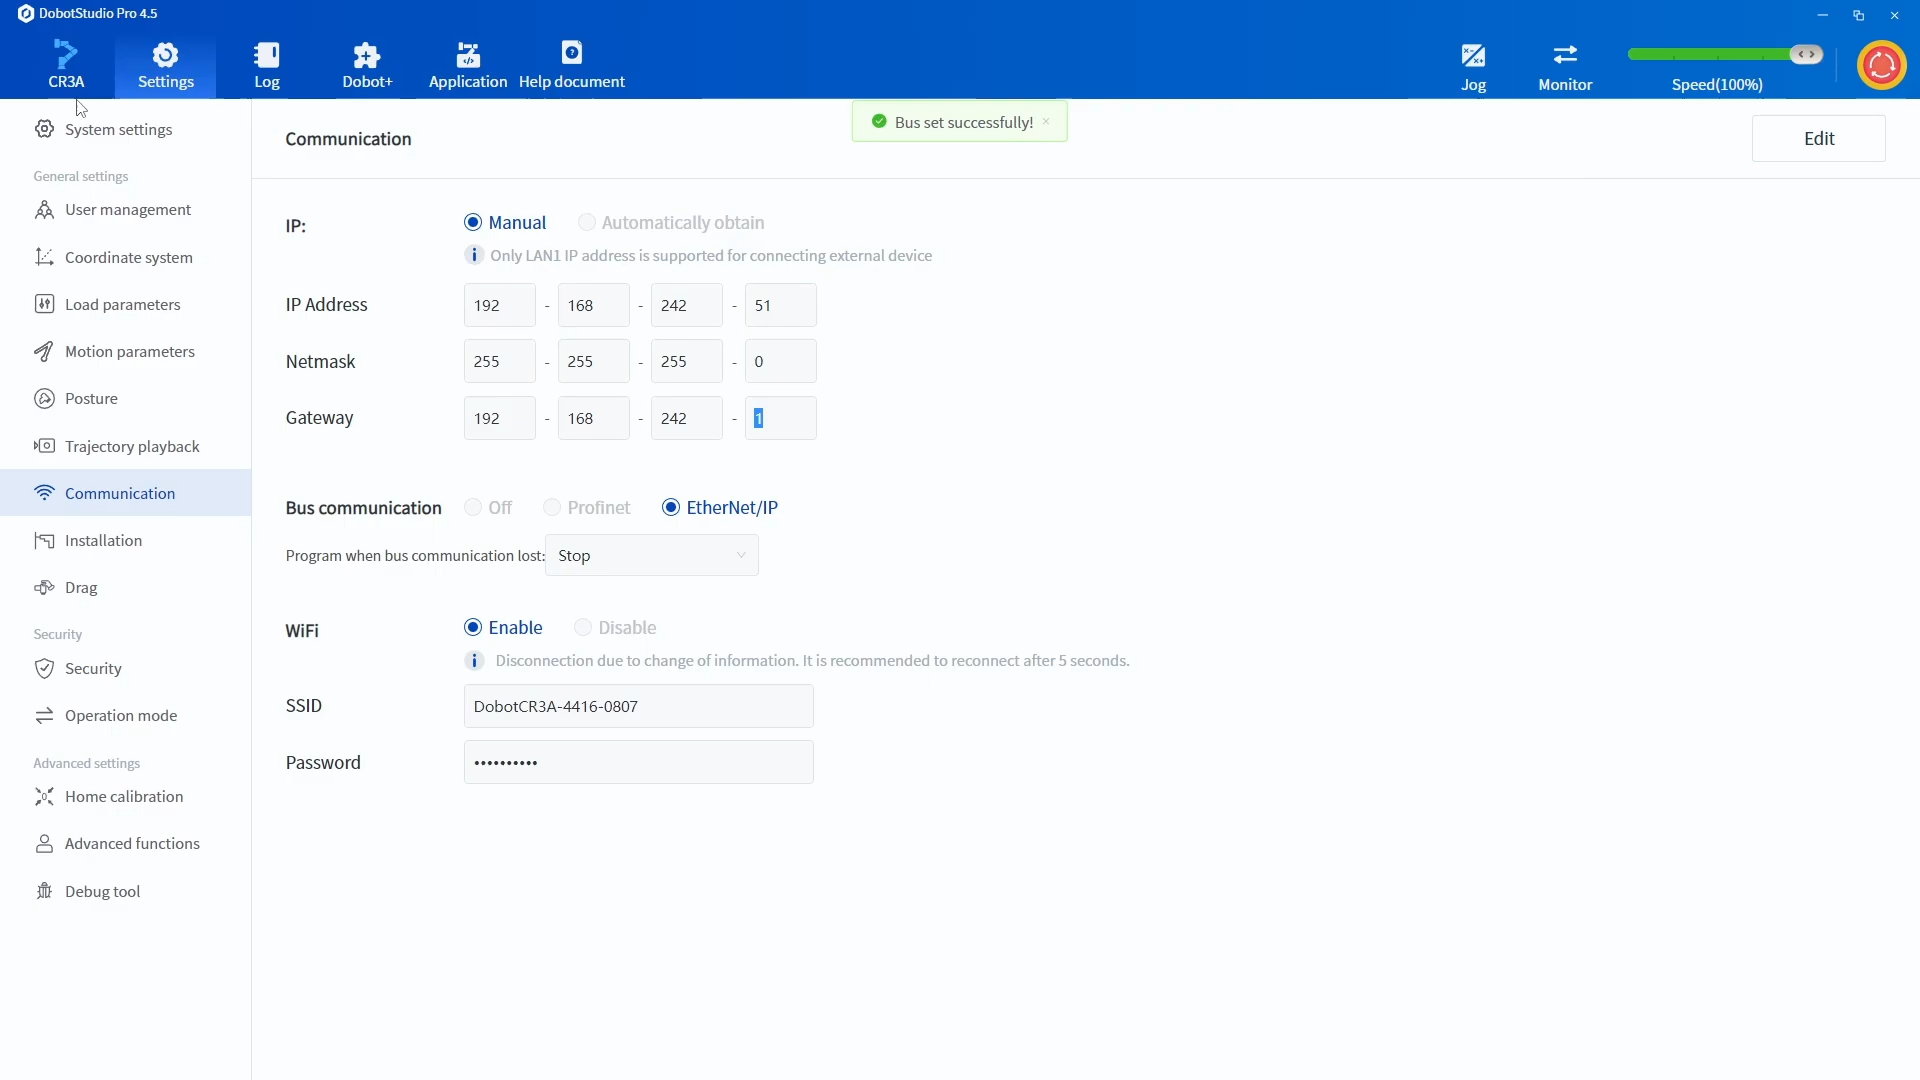 DobotStudio Pro 4.5
CR3A
Settings
Log
Dobot+
Application
Help document
Jog
Monitor
Speed(100%)
System settings
General settings
User management
Coordinate system
Load parameters
Motion parameters
Posture
Trajectory playback
Communication
Installation
Drag
Security
Security
Operation mode
Advanced settings
Home calibration
Advanced functions
Debug tool
Communication
Bus set successfully!
Edit
IP: Manual Automatically obtain
Only LAN1 IP address is supported for connecting external device
IP Address 192 - 168 - 242 - 51
Netmask 255 - 255 - 255 - 0
Gateway 192 - 168 - 242 - 1
Bus communication Off Profinet EtherNet/IP
Program when bus communication lost: Stop
WiFi Enable Disable
Disconnection due to change of information. It is recommended to reconnect after 5 seconds.
SSID DobotCR3A-4416-0807
Password ••••••••••